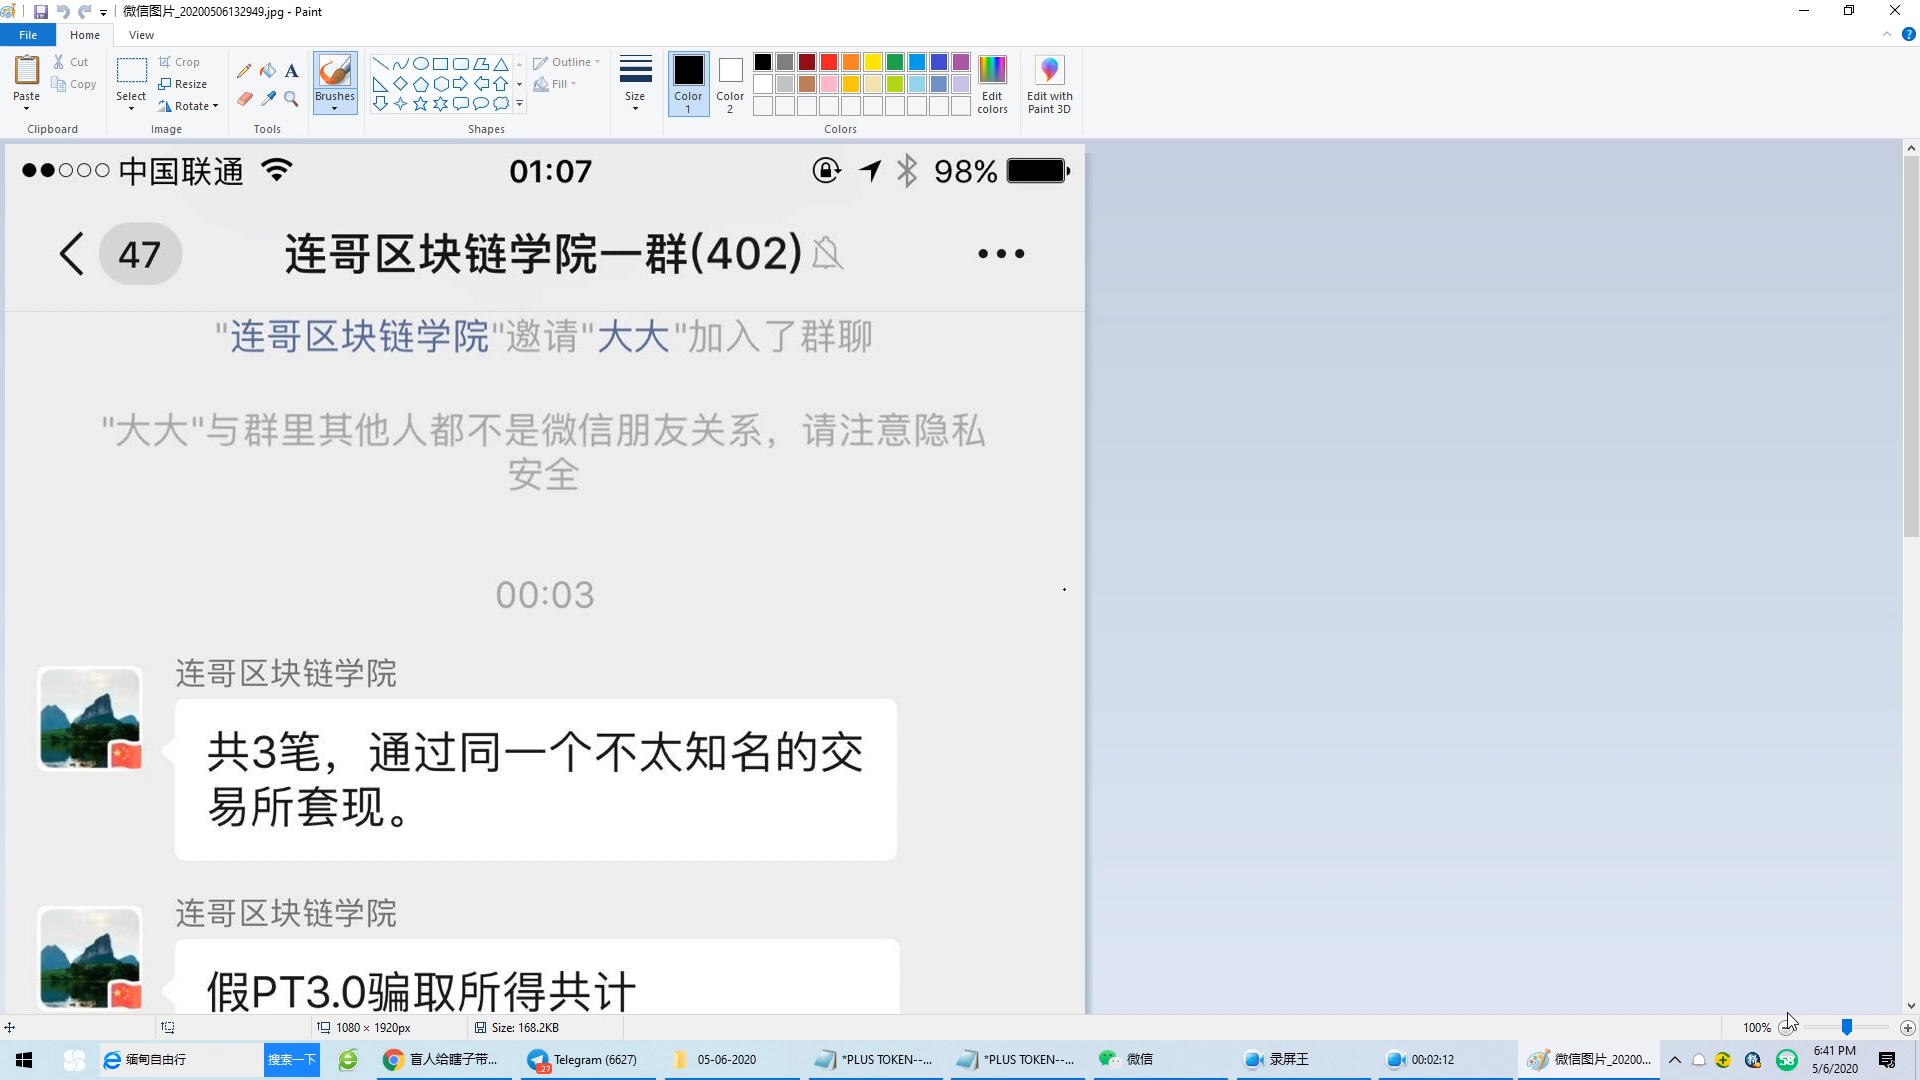 微信图片_20200506132949.jpg - Paint
File
Home
View
Paste
Cut
Copy
Clipboard
Select
Crop
Resize
Rotate
Image
Tools
Brushes
Outline
Fill
Shapes
Size
Color 1
Color 2
Edit colors
Colors
Edit with Paint 3D
中国联通
01:07
98%
47
连哥区块链学院一群(402)
"连哥区块链学院"邀请"大大"加入了群聊
"大大"与群里其他人都不是微信朋友关系，请注意隐私
安全
00:03
连哥区块链学院
共3笔，通过同一个不太知名的交
易所套现。
连哥区块链学院
假PT3.0骗取所得共计
1080 × 1920px
Size: 168.2KB
100%
缅甸自由行
搜索一下
盲人给瞎子带...
27
Telegram (6627)
05-06-2020
*PLUS TOKEN--...
*PLUS TOKEN--...
微信
录屏王
00:02:12
微信图片_20200...
58
6:41 PM
5/6/2020